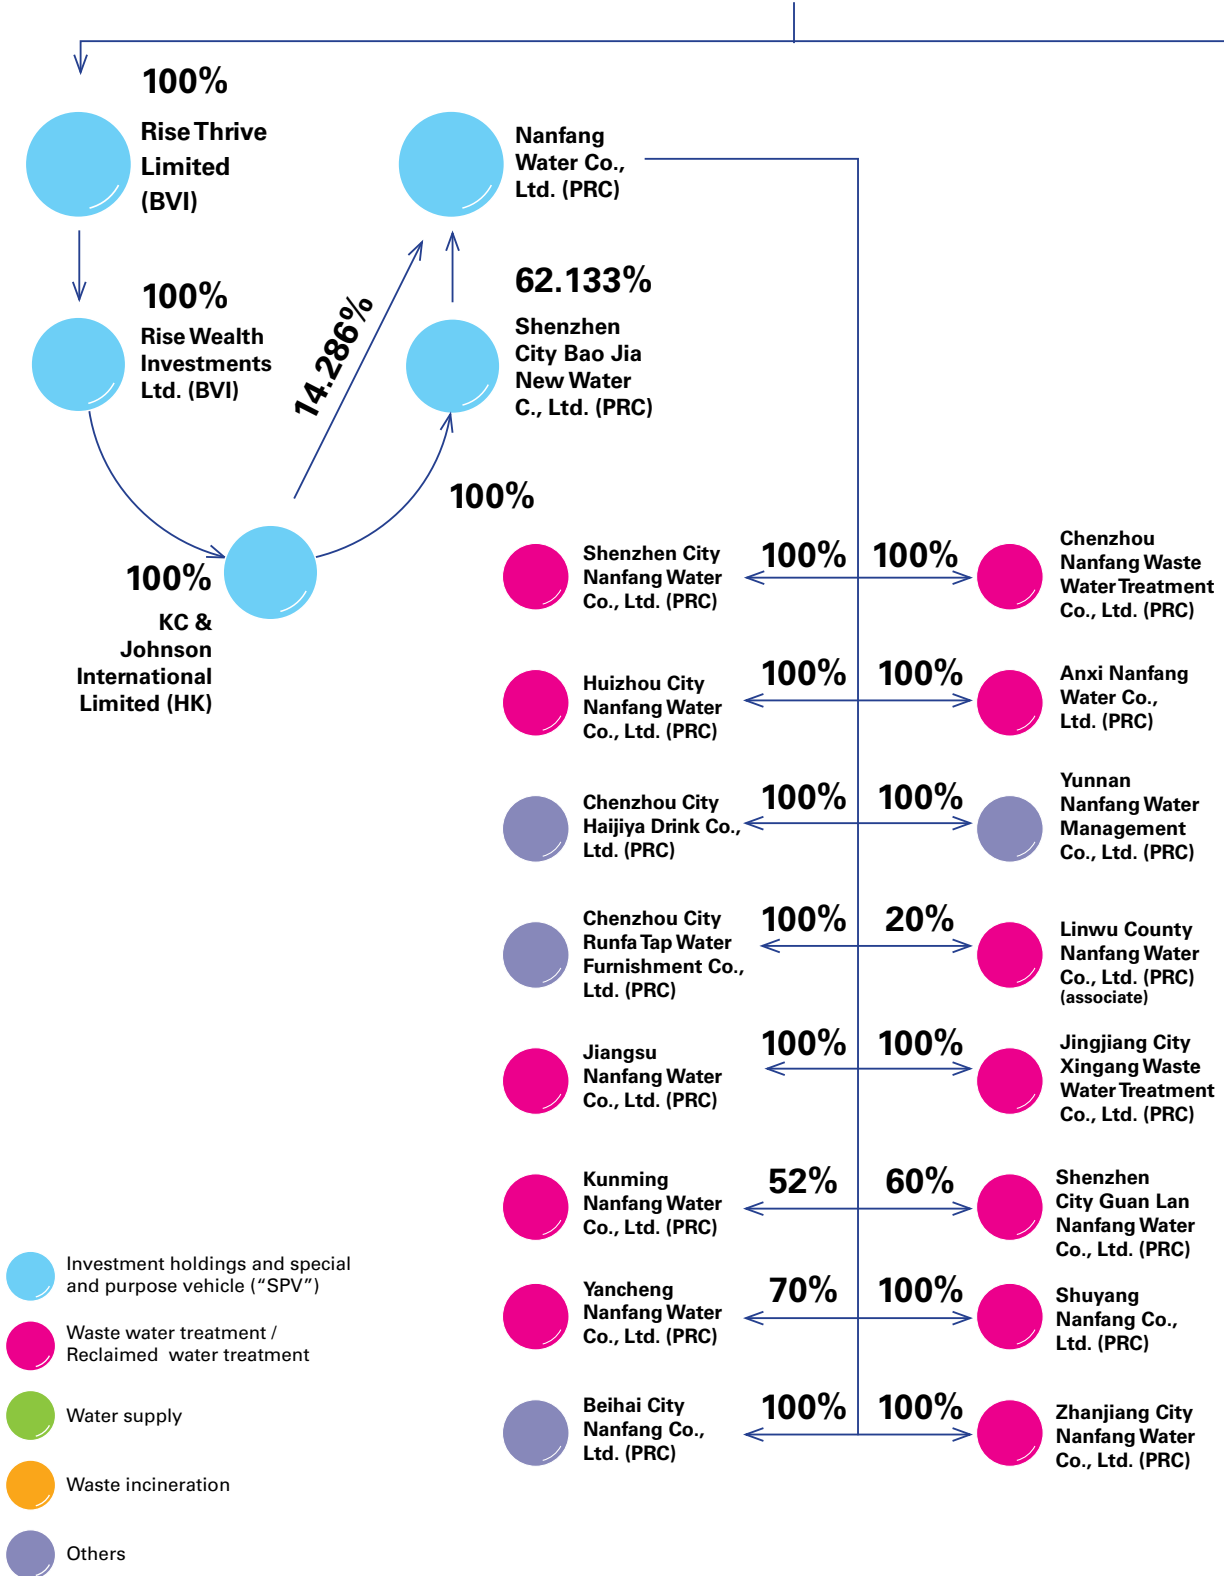 100%
Rise Thrive
Limited
(BVI)
Nanfang
Water Co.,
Ltd. (PRC)
100%
Rise Wealth
Investments
Ltd. (BVI)
14.286%
62.133%
Shenzhen
City Bao Jia
New Water
C., Ltd. (PRC)
100%
100%
KC &
Johnson
International
Limited (HK)
Shenzhen City
Nanfang Water
Co., Ltd. (PRC)
100%
100%
Chenzhou
Nanfang Waste
Water Treatment
Co., Ltd. (PRC)
Huizhou City
Nanfang Water
Co., Ltd. (PRC)
100%
100%
Anxi Nanfang
Water Co.,
Ltd. (PRC)
Chenzhou City
Haijiya Drink Co.,
Ltd. (PRC)
100%
100%
Yunnan
Nanfang Water
Management
Co., Ltd. (PRC)
Chenzhou City
Runfa Tap Water
Furnishment Co.,
Ltd. (PRC)
100%
20%
Linwu County
Nanfang Water
Co., Ltd. (PRC)
(associate)
Jiangsu
Nanfang Water
Co., Ltd. (PRC)
100%
100%
Jingjiang City
Xingang Waste
Water Treatment
Co., Ltd. (PRC)
Kunming
Nanfang Water
Co., Ltd. (PRC)
52%
60%
Shenzhen
City Guan Lan
Nanfang Water
Co., Ltd. (PRC)
Yancheng
Nanfang Water
Co., Ltd. (PRC)
70%
100%
Shuyang
Nanfang Co.,
Ltd. (PRC)
Beihai City
Nanfang Co.,
Ltd. (PRC)
100%
100%
Zhanjiang City
Nanfang Water
Co., Ltd. (PRC)
Investment holdings and special
and purpose vehicle (“SPV”)
Waste water treatment /
Reclaimed water treatment
Water supply
Waste incineration
Others